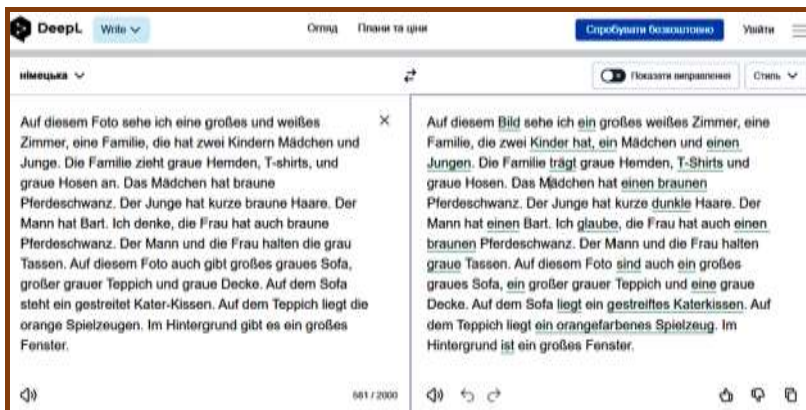 DeepL Write Огляд Плани та ціни Спробувати безкоштовно Увійти
німецька Показати виправлення Стиль
Auf diesem Foto sehe ich eine großes und weißes
Zimmer, eine Familie, die hat zwei Kindern Mädchen und
Junge. Die Familie zieht graue Hemden, T-shirts, und
graue Hosen an. Das Mädchen hat braune
Pferdeschwanz. Der Junge hat kurze braune Haare. Der
Mann hat Bart. Ich denke, die Frau hat auch braune
Pferdeschwanz. Der Mann und die Frau halten die grau
Tassen. Auf diesem Foto auch gibt großes graues Sofa,
großer grauer Teppich und graue Decke. Auf dem Sofa
steht ein gestreitet Kater-Kissen. Auf dem Teppich liegt die
orange Spielzeugen. Im Hintergrund gibt es ein großes
Fenster.
581 / 2000
Auf diesem Bild sehe ich ein großes weißes Zimmer, eine
Familie, die zwei Kinder hat, ein Mädchen und einen
Jungen. Die Familie trägt graue Hemden, T-Shirts und
graue Hosen. Das Mädchen hat einen braunen
Pferdeschwanz. Der Junge hat kurze dunkle Haare. Der
Mann hat einen Bart. Ich glaube, die Frau hat auch einen
braunen Pferdeschwanz. Der Mann und die Frau halten
graue Tassen. Auf diesem Foto sind auch ein großes
graues Sofa, ein großer grauer Teppich und eine graue
Decke. Auf dem Sofa liegt ein gestreiftes Katerkissen. Auf
dem Teppich liegt ein orangefarbenes Spielzeug. Im
Hintergrund ist ein großes Fenster.